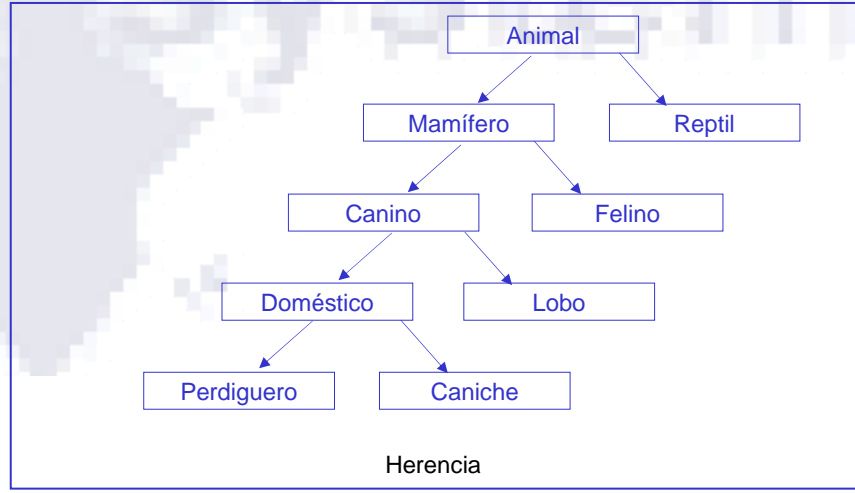 Animal
Mamífero Reptil
Canino Felino
Doméstico Lobo
Perdiguero Caniche
Herencia